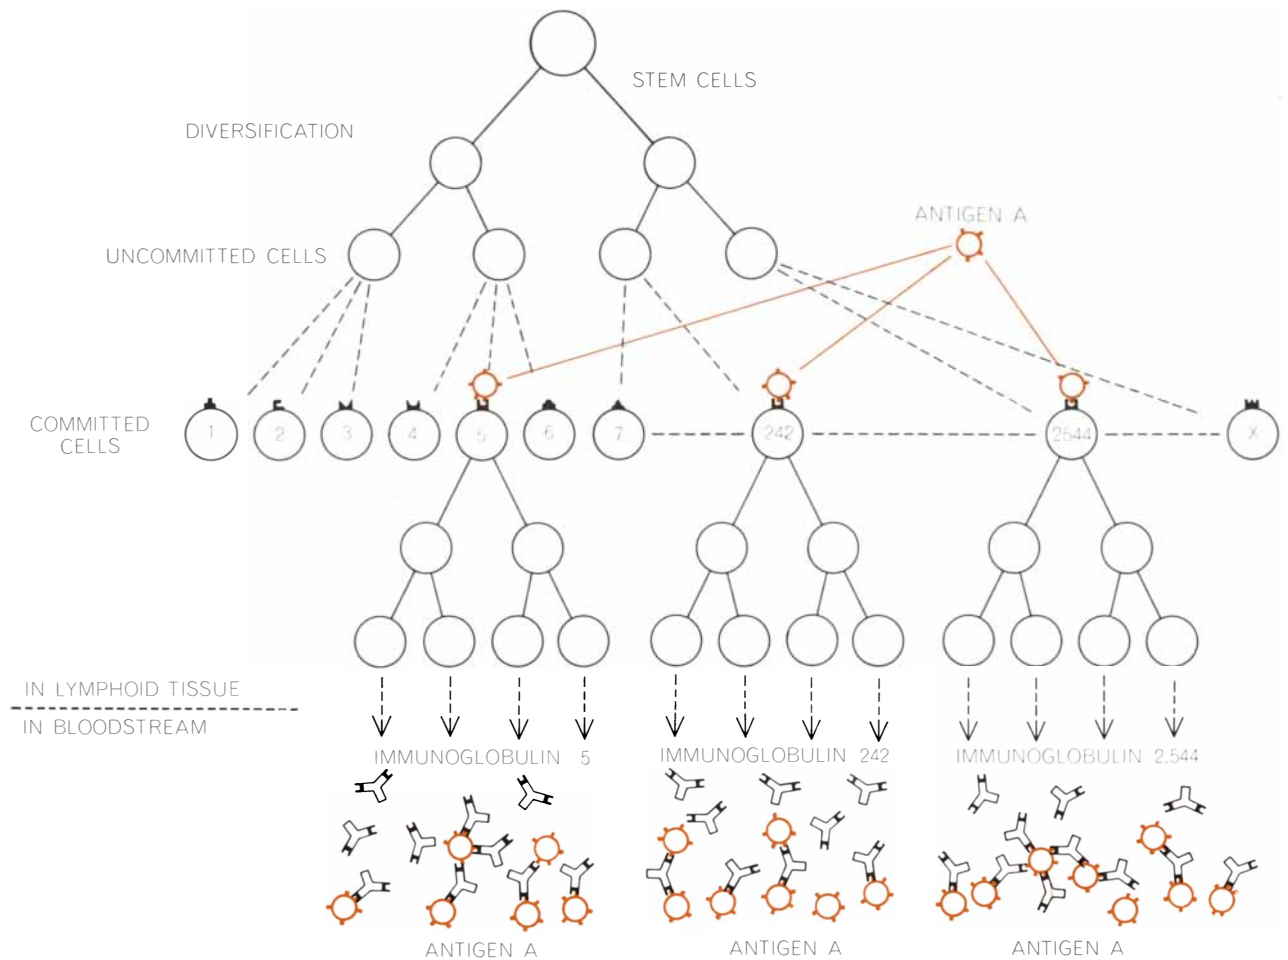 STEM CELLS
DIVERSIFICATION
ANTIGEN A
UNCOMMITTED CELLS
COMMITTED
CELLS
1 2 3 4 5 6 7 242 2544 X
IN LYMPHOID TISSUE
IN BLOODSTREAM
IMMUNOGLOBULIN 5 IMMUNOGLOBULIN 242 IMMUNOGLOBULIN 2.544
ANTIGEN A ANTIGEN A ANTIGEN A